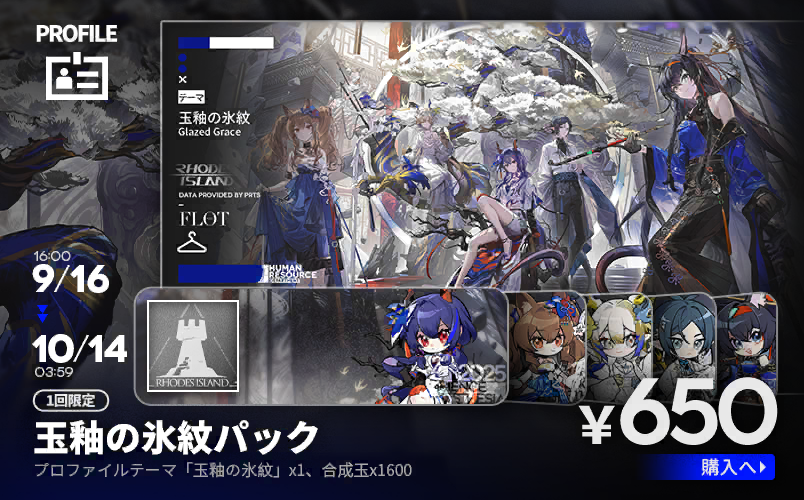 PROFILE
テーマ
玉釉の氷紋
Glazed Grace
RHODES
ISLAND
DATA PROVIDED BY PRTS
FLOT
HUMAN
RESOURCE
16:00
9/16
10/14
03:59
RHODES ISLAND
2025
1回限定
玉釉の氷紋パック
プロファイルテーマ「玉釉の氷紋」x1、合成玉x1600
¥650
購入へ